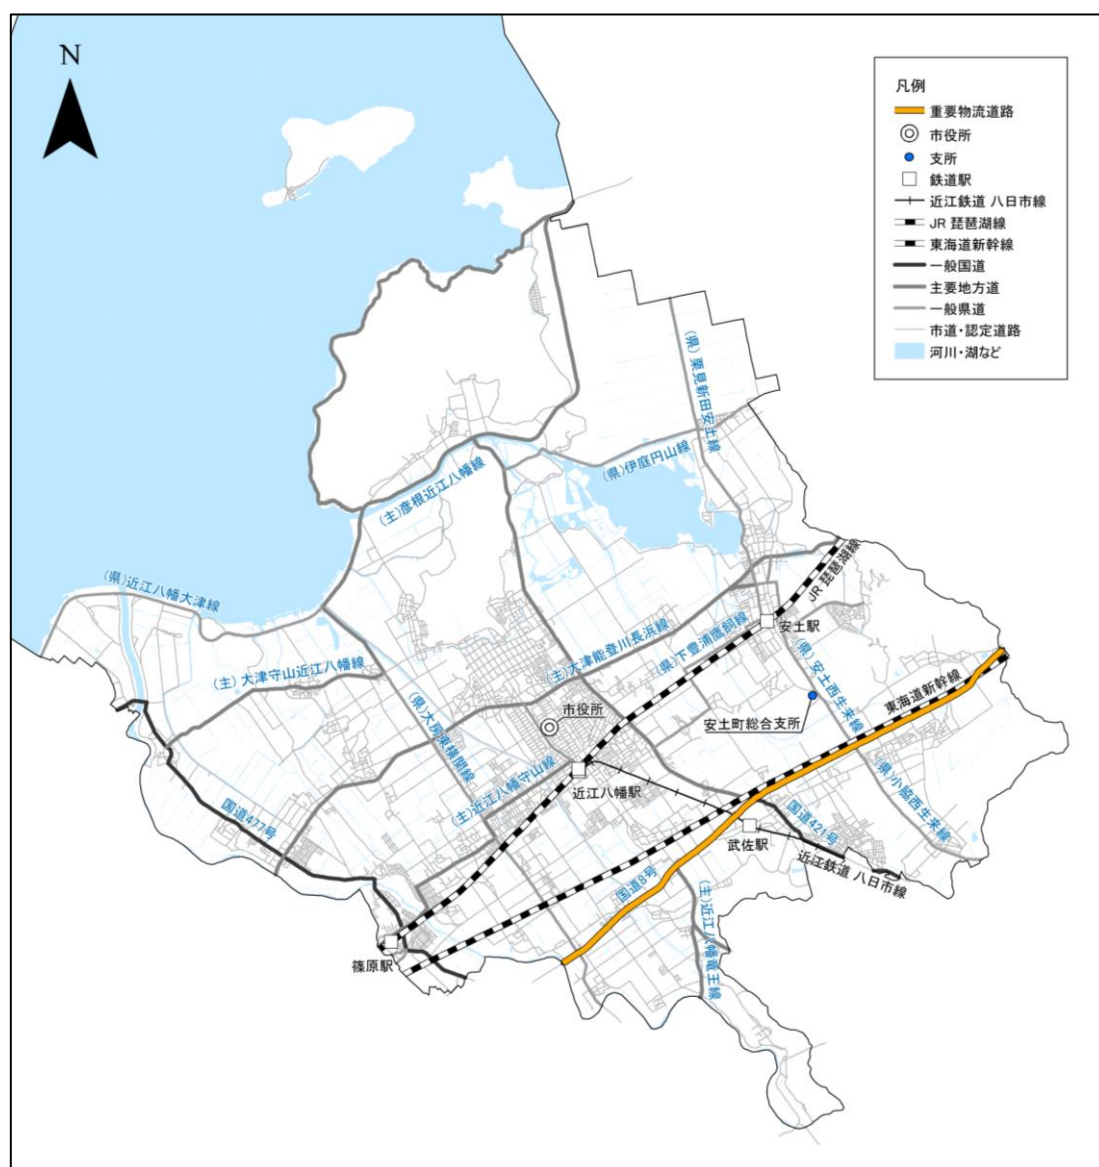 N
凡例
重要物流道路
市役所
支所
鉄道駅
近江鉄道 八日市線
JR 琵琶湖線
東海道新幹線
一般国道
主要地方道
一般県道
市道・認定道路
河川・湖など
(県)栗見新田安土線
(県)伊庭円山線
(主)彦根近江八幡線
JR 琵琶湖線
(県)近江八幡大津線
安土駅
(県)下豊浦鷹飼線
(主)大津能登川長浜線
(主)大津守山近江八幡線
(県)安土西生来線
東海道新幹線
(県)大房東横関線
市役所
安土町総合支所
近江八幡駅
(主)近江八幡守山線
(県)小脇西生来線
国道477号
国道421号
武佐駅
近江鉄道 八日市線
国道8号
(主)近江八幡竜王線
篠原駅